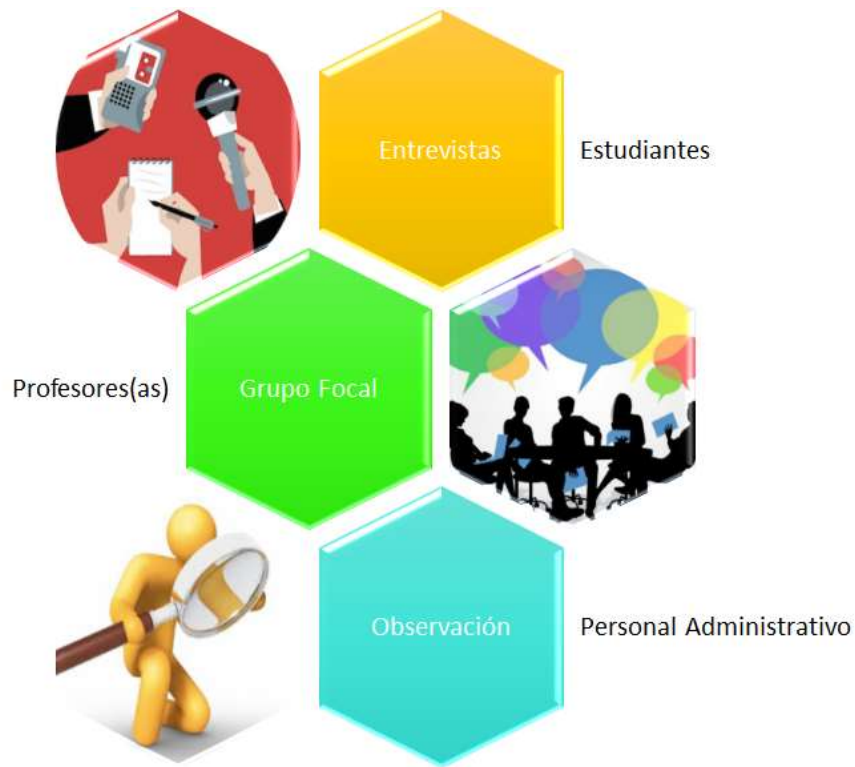 Entrevistas
Estudiantes
Profesores(as)
Grupo Focal
Observación
Personal Administrativo